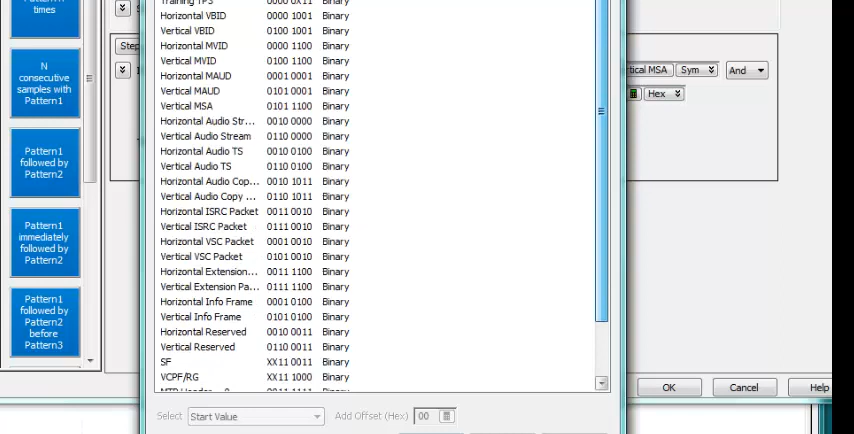 Pattern n
times
N
consecutive
samples with
Pattern1
Pattern1
followed by
Pattern2
Pattern1
immediately
followed by
Pattern2
Pattern1
followed by
Pattern2
before
Pattern3
Step
Training TPS 0000 0X11 Binary
Horizontal VBID 0000 1001 Binary
Vertical VBID 0100 1001 Binary
Horizontal MVID 0000 1100 Binary
Vertical MVID 0100 1100 Binary
Horizontal MAUD 0001 0001 Binary
Vertical MAUD 0101 0001 Binary
Vertical MSA 0101 1100 Binary
Horizontal Audio Str... 0010 0000 Binary
Vertical Audio Stream 0110 0000 Binary
Horizontal Audio TS 0010 0100 Binary
Vertical Audio TS 0110 0100 Binary
Horizontal Audio Cop... 0010 1011 Binary
Vertical Audio Copy ... 0110 1011 Binary
Horizontal ISRC Packet 0011 0010 Binary
Vertical ISRC Packet 0111 0010 Binary
Horizontal VSC Packet 0001 0010 Binary
Vertical VSC Packet 0101 0010 Binary
Horizontal Extension... 0011 1100 Binary
Vertical Extension Pa... 0111 1100 Binary
Horizontal Info Frame 0001 0100 Binary
Vertical Info Frame 0101 0100 Binary
Horizontal Reserved 0010 0011 Binary
Vertical Reserved 0110 0011 Binary
SF XX11 0011 Binary
VCPF/RG XX11 1000 Binary
Select Start Value Add Offset (Hex) 00
tical MSA Sym And
Hex
OK Cancel Help